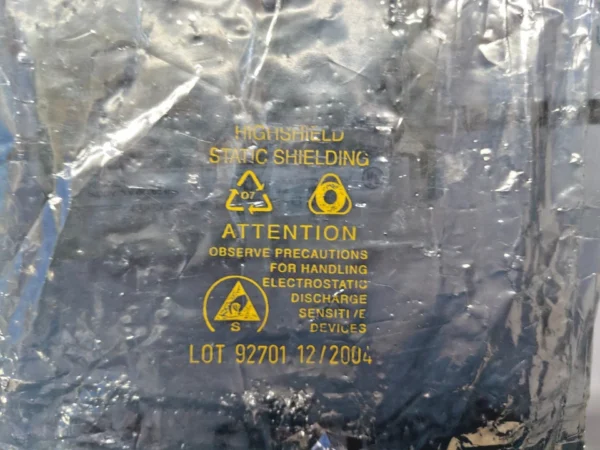 HIGHSHIELD
STATIC SHIELDING
07
ATTENTION
OBSERVE PRECAUTIONS
FOR HANDLING
ELECTROSTATIC
DISCHARGE
SENSITIVE
DEVICES
S
LOT 92701 12/2004